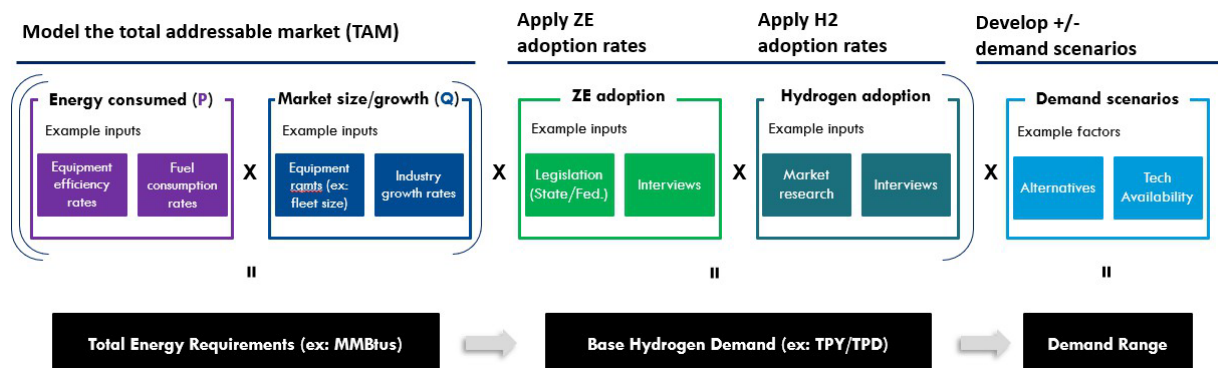 Model the total addressable market (TAM)
Apply ZE
adoption rates
Apply H2
adoption rates
Develop +/-
demand scenarios
Energy consumed (P)
Example inputs
Equipment
efficiency
rates
Fuel
consumption
rates
X
Market size/growth (Q)
Example inputs
Equipment
rqmts (ex:
fleet size)
Industry
growth rates
X
ZE adoption
Example inputs
Legislation
(State/Fed.)
Interviews
X
Hydrogen adoption
Example inputs
Market
research
Interviews
X
Demand scenarios
Example factors
Alternatives
Tech
Availability
=
=
=
Total Energy Requirements (ex: MMBtus)
Base Hydrogen Demand (ex: TPY/TPD)
Demand Range